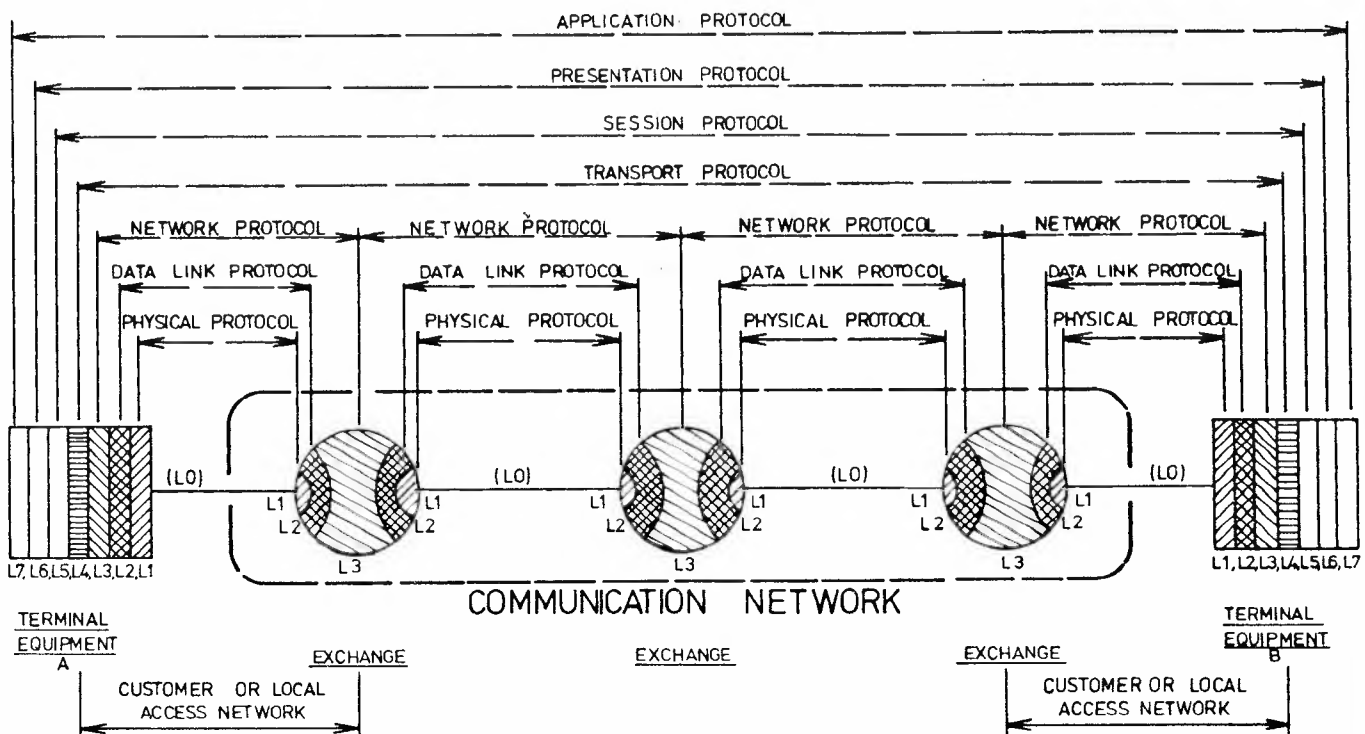 APPLICATION PROTOCOL
PRESENTATION PROTOCOL
SESSION PROTOCOL
TRANSPORT PROTOCOL
NETWORK PROTOCOL NETWORK PROTOCOL NETWORK PROTOCOL NETWORK PROTOCOL
DATA LINK PROTOCOL DATA LINK PROTOCOL DATA LINK PROTOCOL DATA LINK PROTOCOL
PHYSICAL PROTOCOL PHYSICAL PROTOCOL PHYSICAL PROTOCOL PHYSICAL PROTOCOL
(L0) (L0) (L0) (L0)
L1 L1 L1 L1 L1 L1
L2 L2 L2 L2 L2 L2
L3 L3 L3
L7, L6, L5, L4, L3, L2, L1
L1, L2, L3, L4, L5, L6, L7
COMMUNICATION NETWORK
TERMINAL
EQUIPMENT
A
EXCHANGE
EXCHANGE
EXCHANGE
TERMINAL
EQUIPMENT
B
CUSTOMER OR LOCAL
ACCESS NETWORK
CUSTOMER OR LOCAL
ACCESS NETWORK